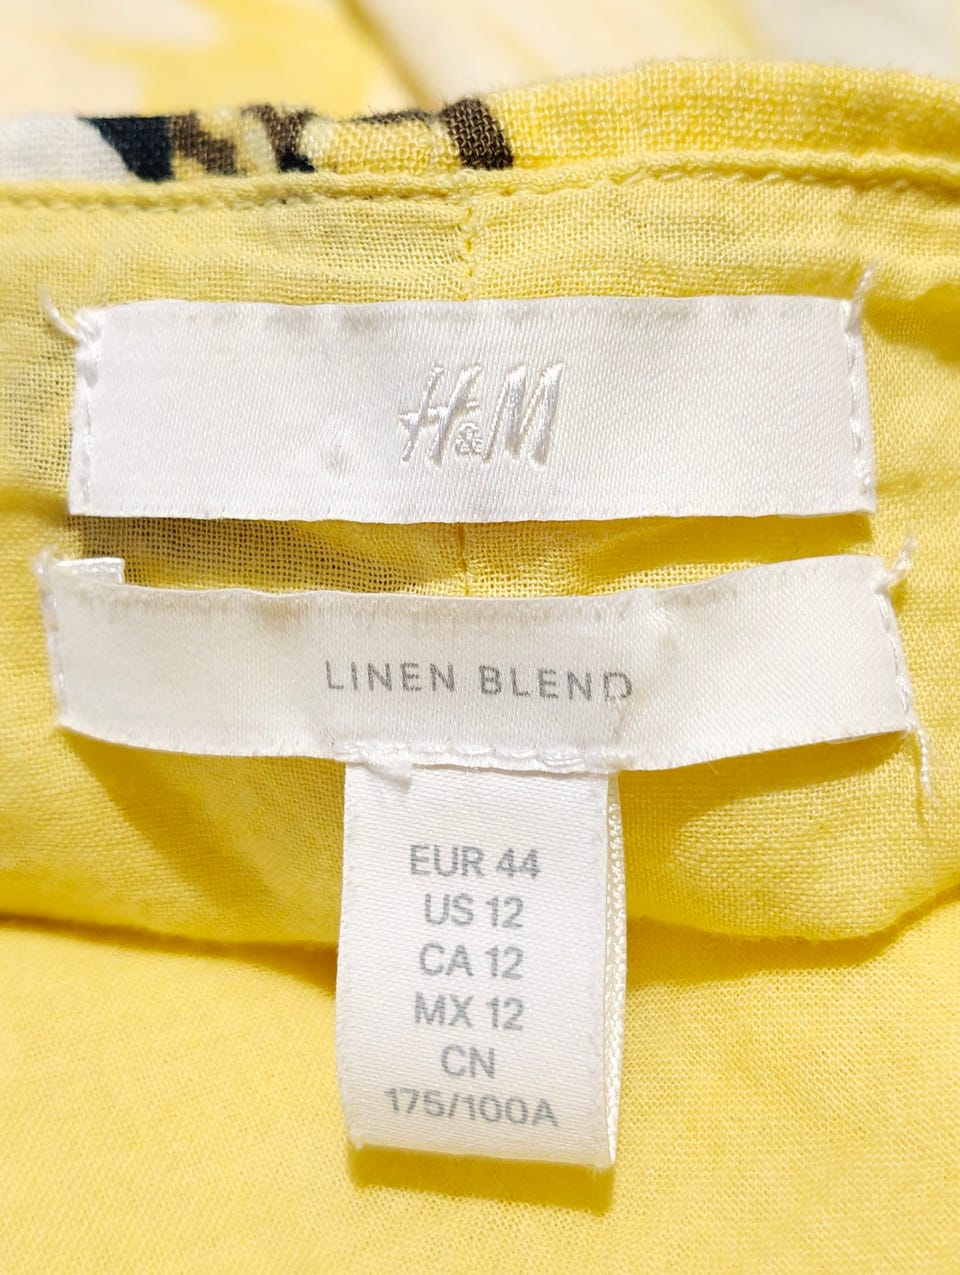 H&M
LINEN BLEND
EUR 44
US 12
CA 12
MX 12
CN
175/100A